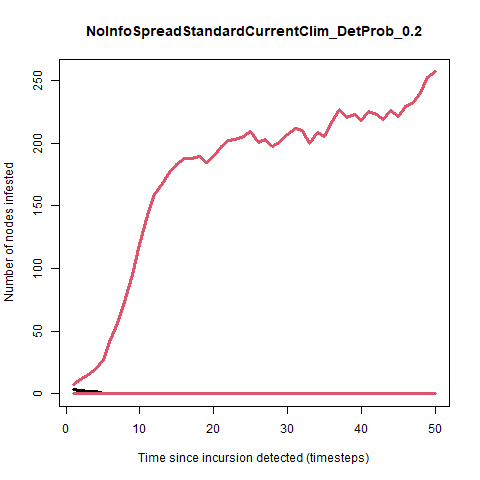 NoInfoSpreadStandardCurrentClim_DetProb_0.2
Number of nodes infested
250
200
150
100
50
0
0 10 20 30 40 50
Time since incursion detected (timesteps)